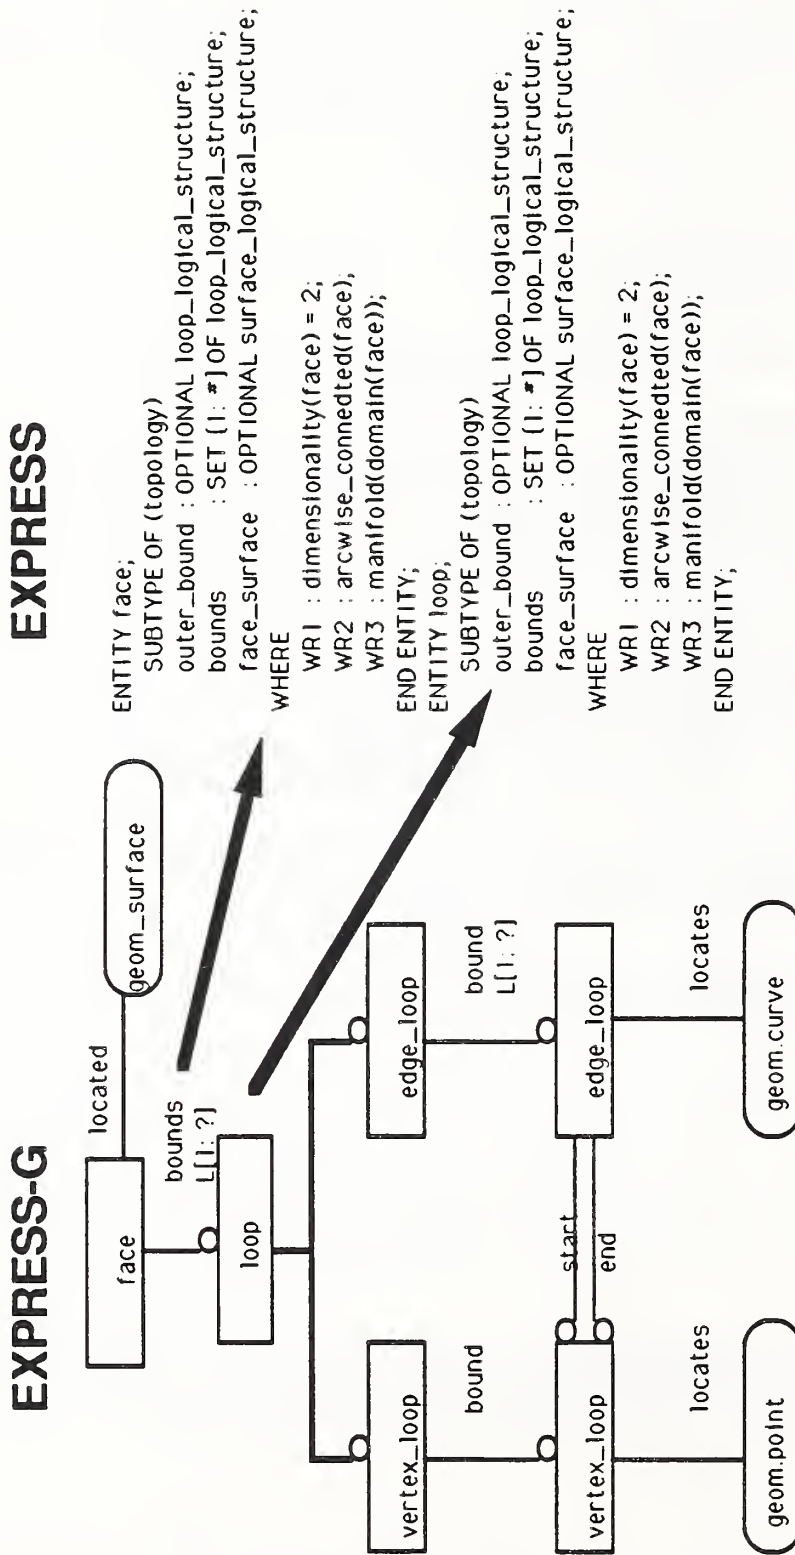 EXPRESS-G
face
located
geom_surface
bounds
L[1: ?]
loop
vertex_loop
edge_loop
bound
bound
L[1: ?]
vertex_loop
start
end
edge_loop
locates
locates
geom.point
geom.curve
EXPRESS
ENTITY face;
SUBTYPE OF (topology)
outer_bound : OPTIONAL loop_logical_structure;
bounds : SET [1: #] OF loop_logical_structure;
face_surface : OPTIONAL surface_logical_structure;
WHERE
WR1 : dimensionality(face) = 2;
WR2 : arcwise_connedted(face);
WR3 : manifold(domain(face));
END ENTITY;
ENTITY loop;
SUBTYPE OF (topology)
outer_bound : OPTIONAL loop_logical_structure;
bounds : SET [1: #] OF loop_logical_structure;
face_surface : OPTIONAL surface_logical_structure;
WHERE
WR1 : dimensionality(face) = 2;
WR2 : arcwise_connedted(face);
WR3 : manifold(domain(face));
END ENTITY;